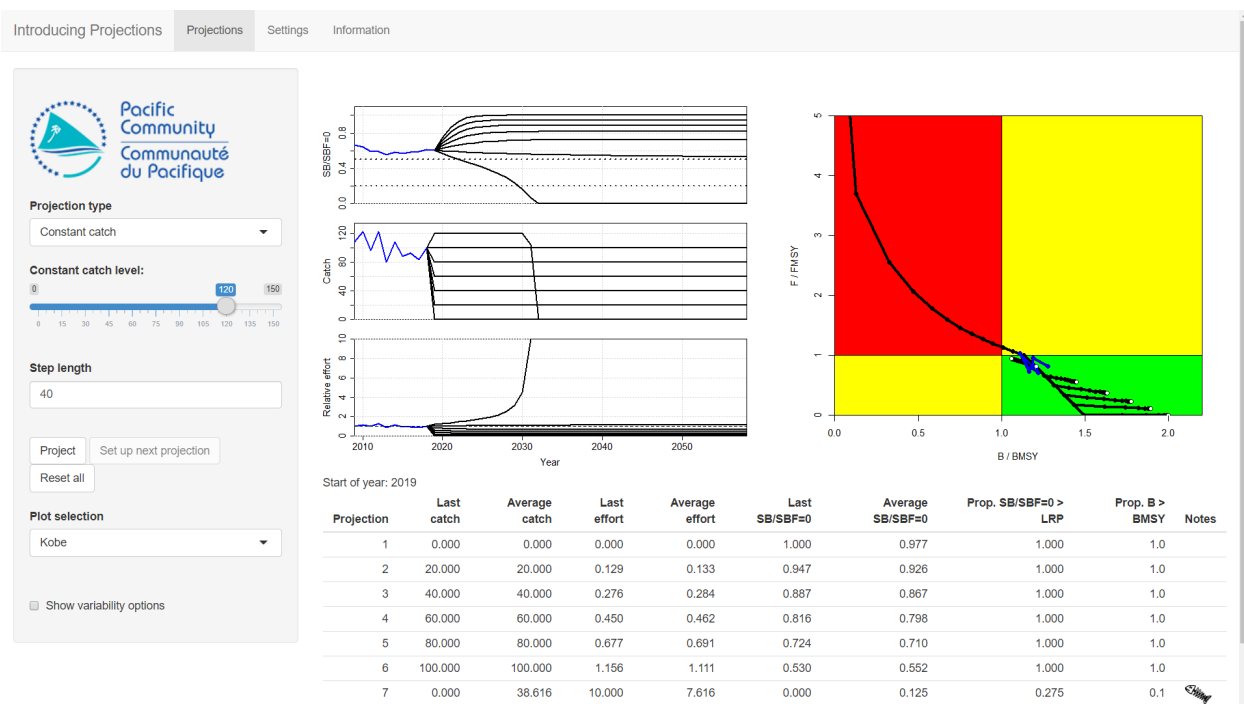 Introducing Projections Projections Settings Information
Pacific
Community
Communauté
du Pacifique
Projection type
Constant catch
Constant catch level:
0 120 150
0 15 30 45 60 75 90 105 120 135 150
Step length
40
Project Set up next projection
Reset all
Plot selection
Kobe
Show variability options
SB/SBF=0
0.0 0.4 0.8
Catch
0 40 80 120
Relative effort
0 2 4 6 8 10
2010 2020 2030 2040 2050
Year
F / FMSY
0 1 2 3 4 5
0.0 0.5 1.0 1.5 2.0
B / BMSY
Start of year: 2019
Projection Last catch Average catch Last effort Average effort Last SB/SBF=0 Average SB/SBF=0 Prop. SB/SBF=0 > LRP Prop. B > BMSY Notes
1 0.000 0.000 0.000 0.000 1.000 0.977 1.000 1.0
2 20.000 20.000 0.129 0.133 0.947 0.926 1.000 1.0
3 40.000 40.000 0.276 0.284 0.887 0.867 1.000 1.0
4 60.000 60.000 0.450 0.462 0.816 0.798 1.000 1.0
5 80.000 80.000 0.677 0.691 0.724 0.710 1.000 1.0
6 100.000 100.000 1.156 1.111 0.530 0.552 1.000 1.0
7 0.000 38.616 10.000 7.616 0.000 0.125 0.275 0.1